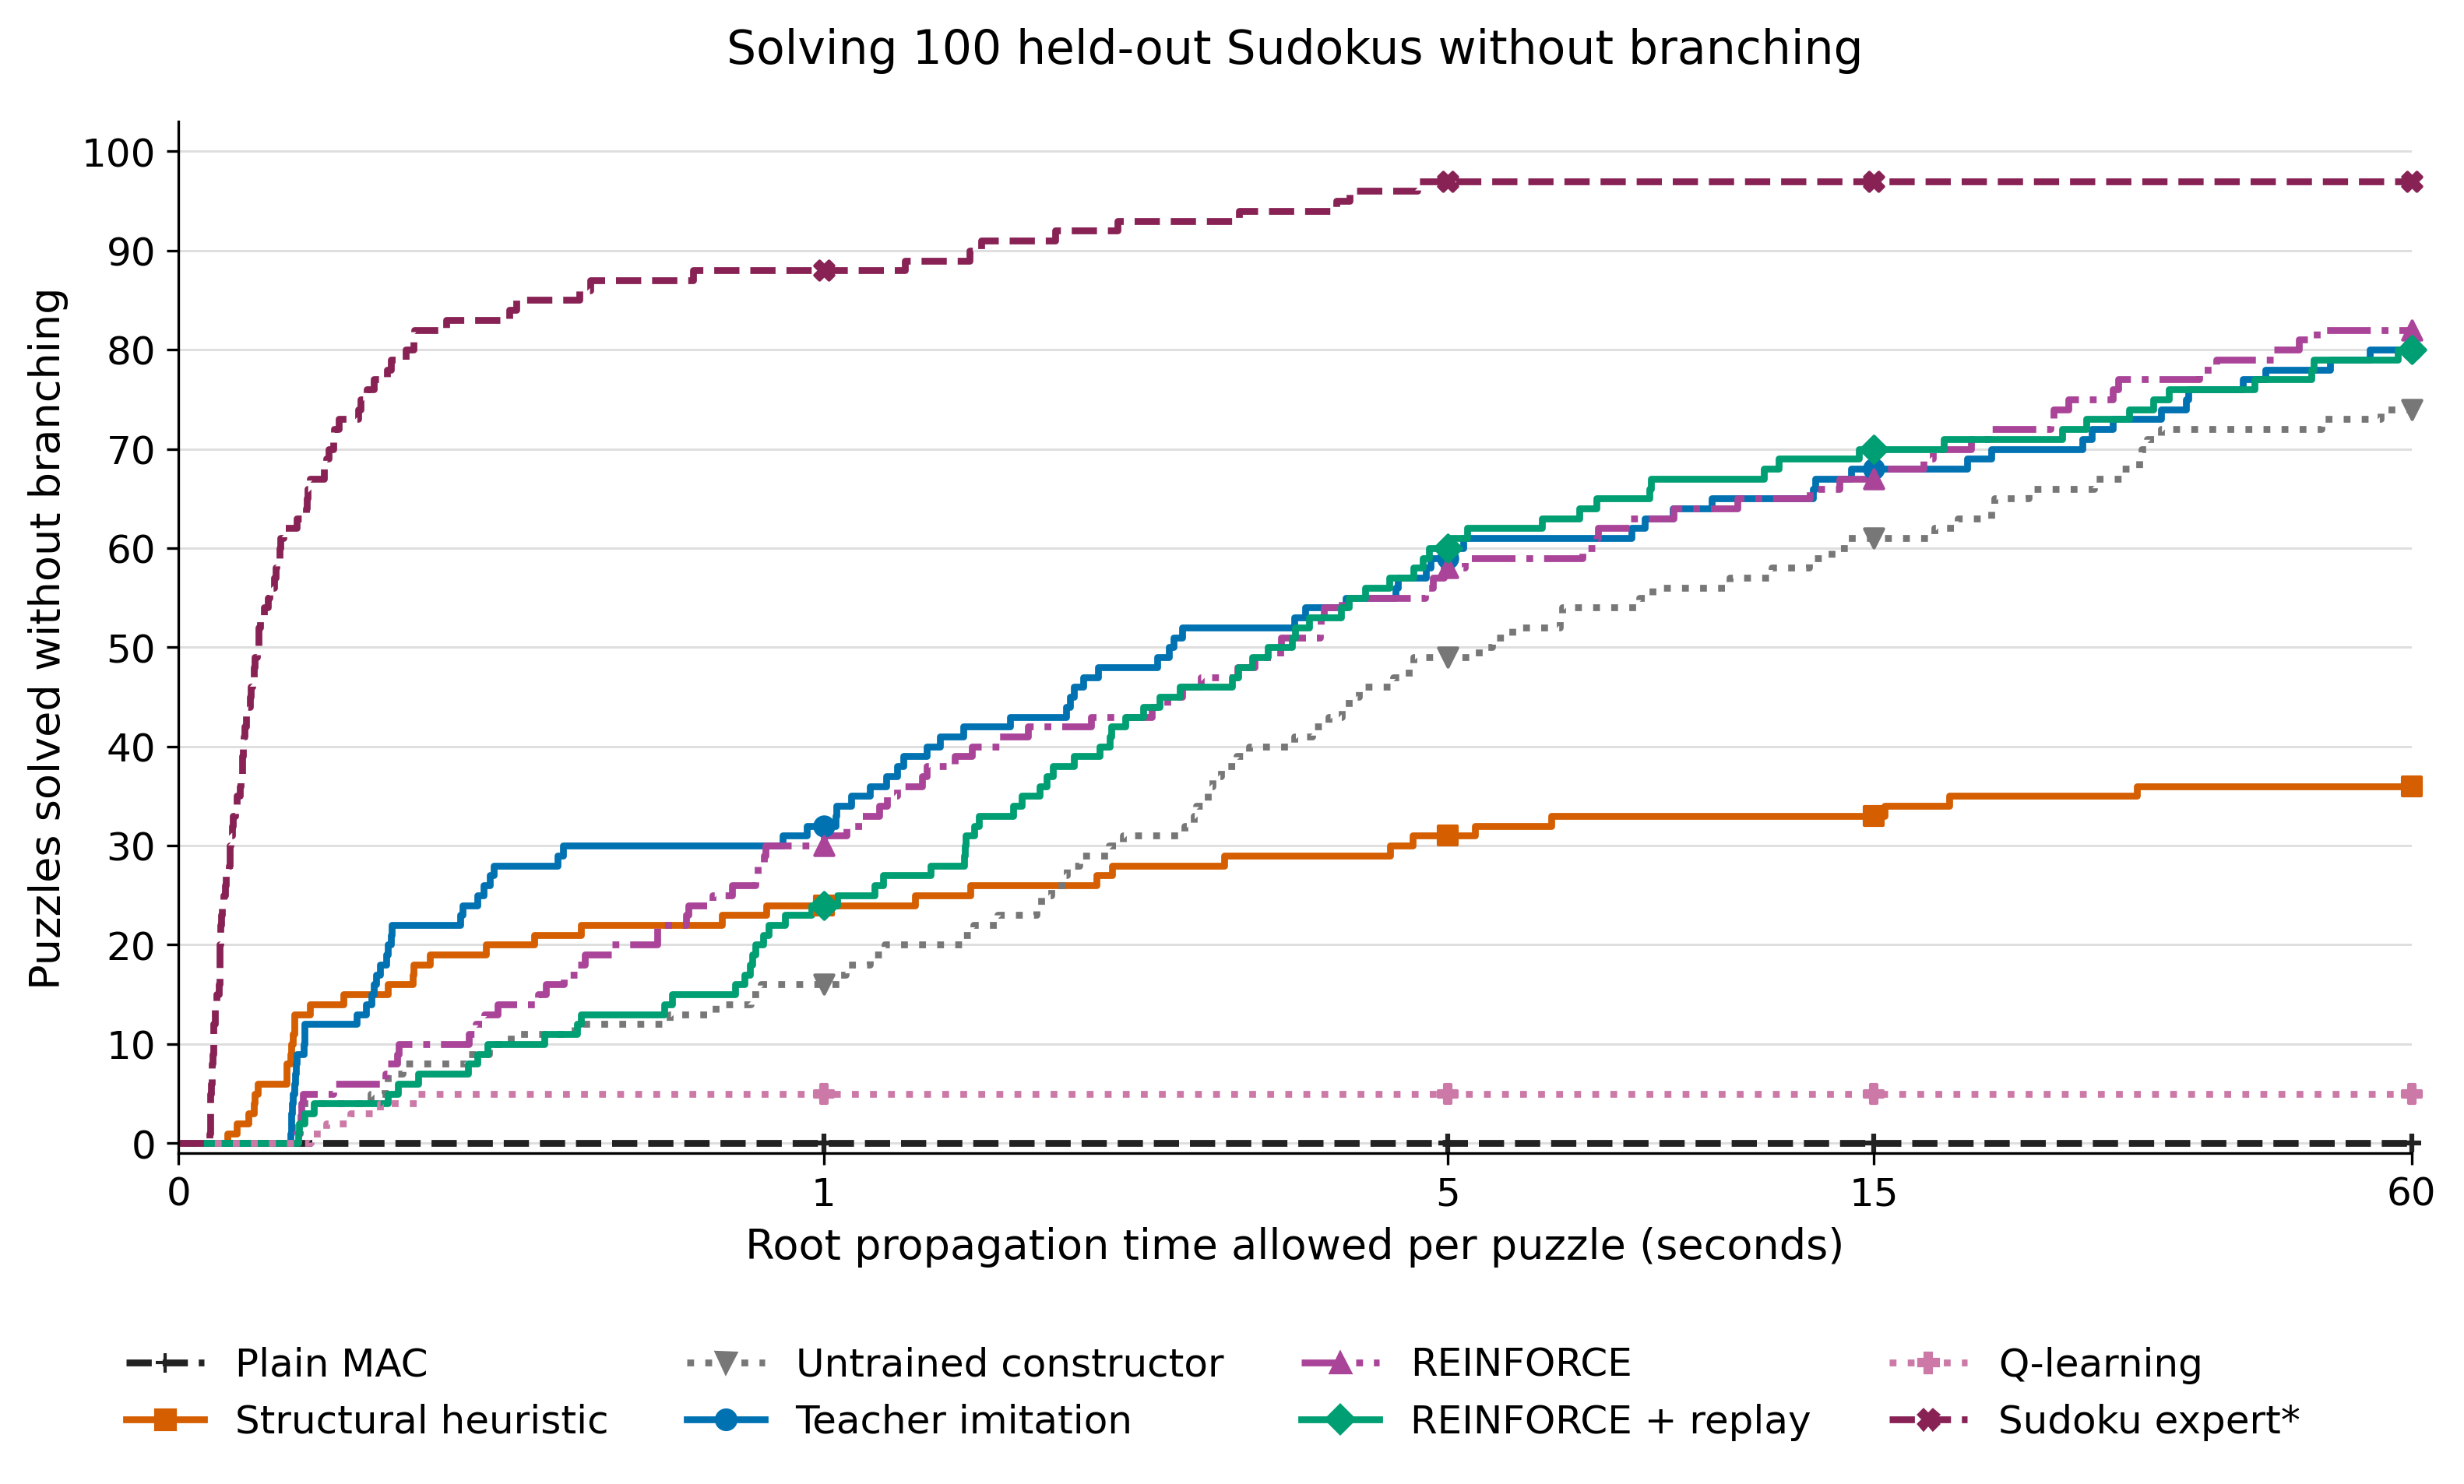 Solving 100 held-out Sudokus without branching
Puzzles solved without branching
100
90
80
70
60
50
40
30
20
10
0
0 1 5 15 60
Root propagation time allowed per puzzle (seconds)
Plain MAC Untrained constructor REINFORCE Q-learning
Structural heuristic Teacher imitation REINFORCE + replay Sudoku expert*